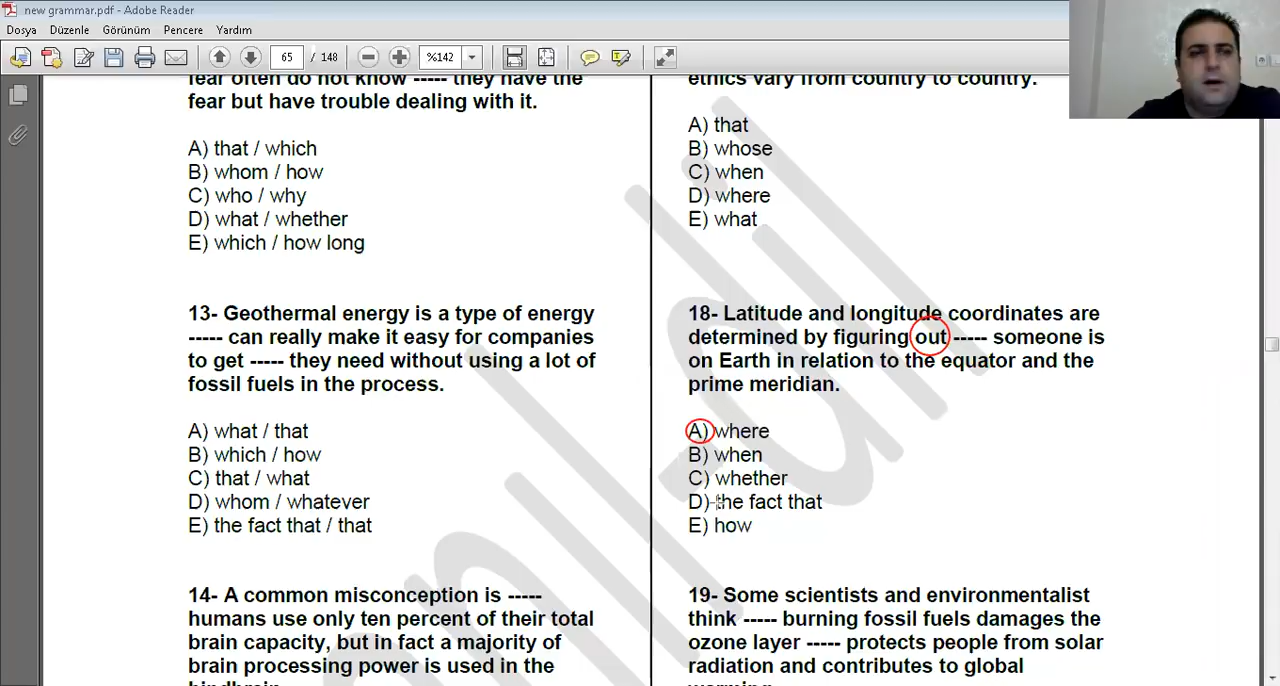 new grammar.pdf - Adobe Reader
Dosya Düzenle Görünüm Pencere Yardım
65 / 148 %142
fear often do not know ----- they have the
fear but have trouble dealing with it.
A) that / which
B) whom / how
C) who / why
D) what / whether
E) which / how long
13- Geothermal energy is a type of energy
----- can really make it easy for companies
to get ----- they need without using a lot of
fossil fuels in the process.
A) what / that
B) which / how
C) that / what
D) whom / whatever
E) the fact that / that
14- A common misconception is -----
humans use only ten percent of their total
brain capacity, but in fact a majority of
brain processing power is used in the
hindbrain.
ethics vary from country to country.
A) that
B) whose
C) when
D) where
E) what
18- Latitude and longitude coordinates are
determined by figuring out ----- someone is
on Earth in relation to the equator and the
prime meridian.
A) where
B) when
C) whether
D) the fact that
E) how
19- Some scientists and environmentalist
think ----- burning fossil fuels damages the
ozone layer ----- protects people from solar
radiation and contributes to global
warming.